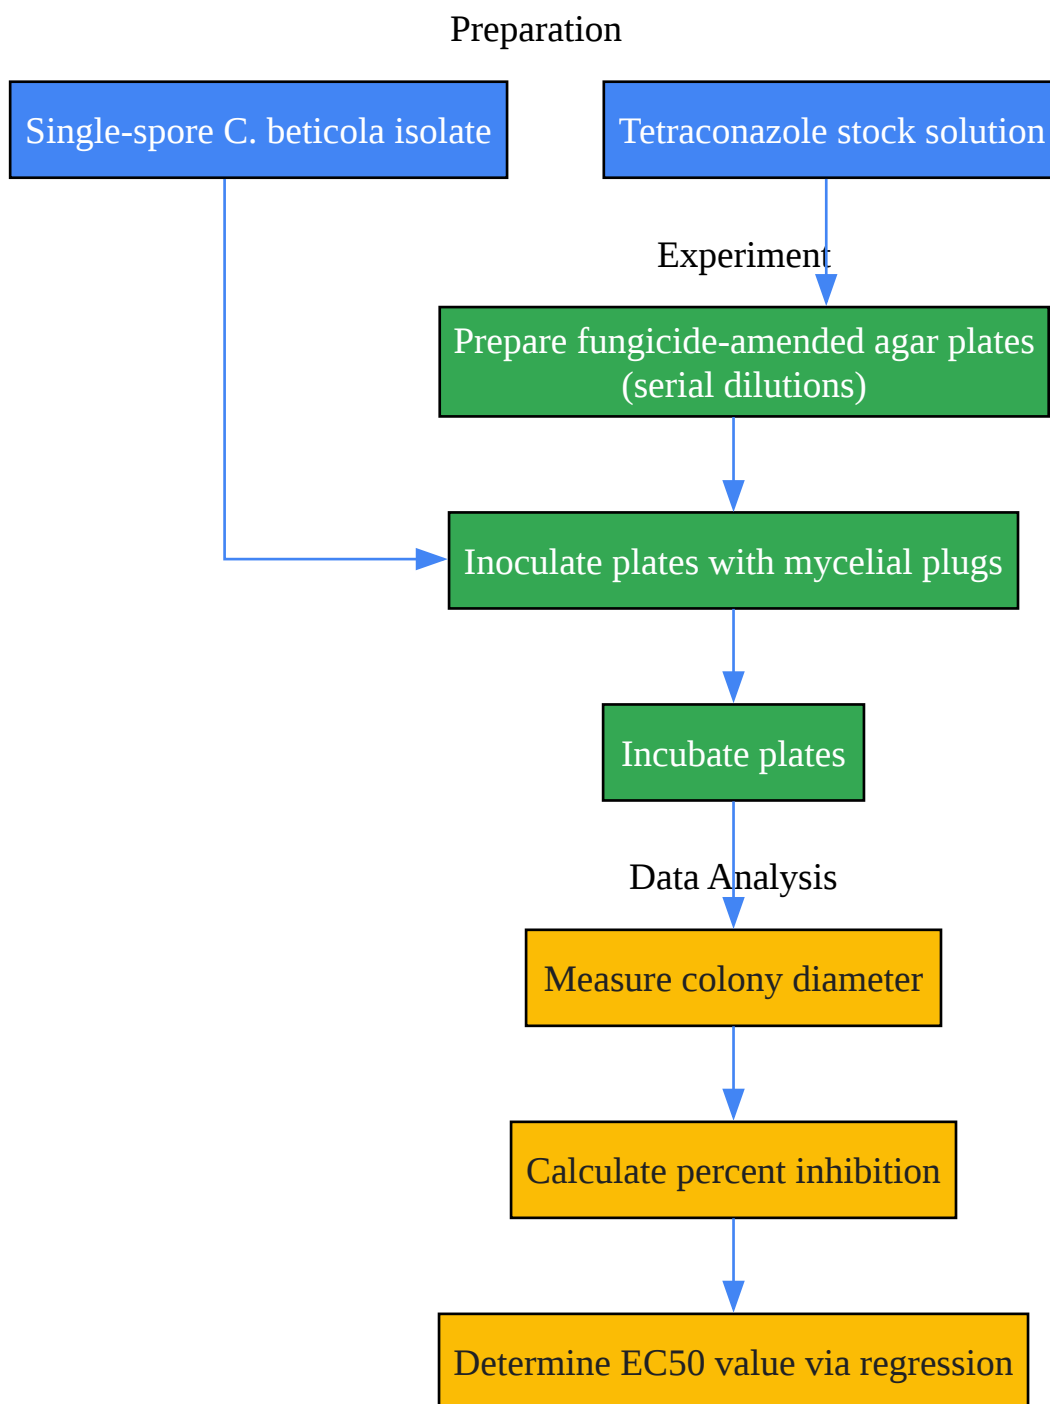 Preparation
Single-spore C. beticola isolate
Tetraconazole stock solution
Experiment
Prepare fungicide-amended agar plates
(serial dilutions)
Inoculate plates with mycelial plugs
Incubate plates
Data Analysis
Measure colony diameter
Calculate percent inhibition
Determine EC50 value via regression